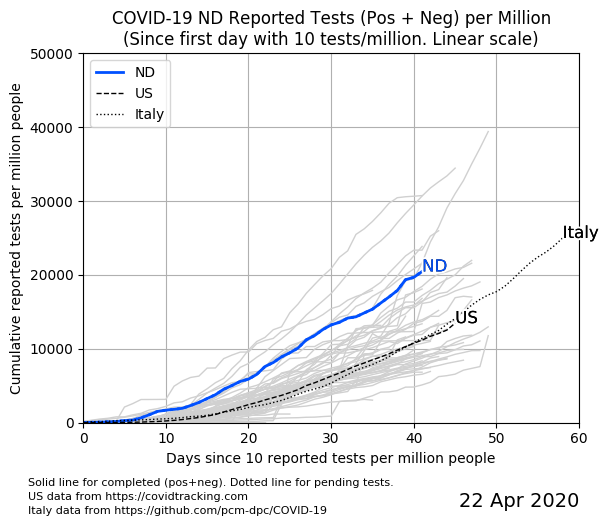 COVID-19 ND Reported Tests (Pos + Neg) per Million
(Since first day with 10 tests/million. Linear scale)
Cumulative reported tests per million people
50000
40000
30000
20000
10000
0
ND
US
Italy
Italy
ND
US
0 10 20 30 40 50 60
Days since 10 reported tests per million people
Solid line for completed (pos+neg). Dotted line for pending tests.
US data from https://covidtracking.com
Italy data from https://github.com/pcm-dpc/COVID-19
22 Apr 2020